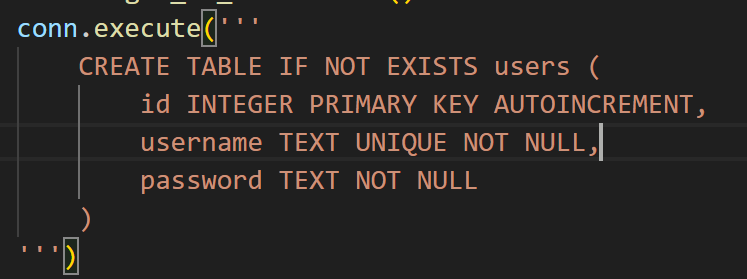 conn.execute('''
    CREATE TABLE IF NOT EXISTS users (
        id INTEGER PRIMARY KEY AUTOINCREMENT,
        username TEXT UNIQUE NOT NULL,
        password TEXT NOT NULL
    )
''')